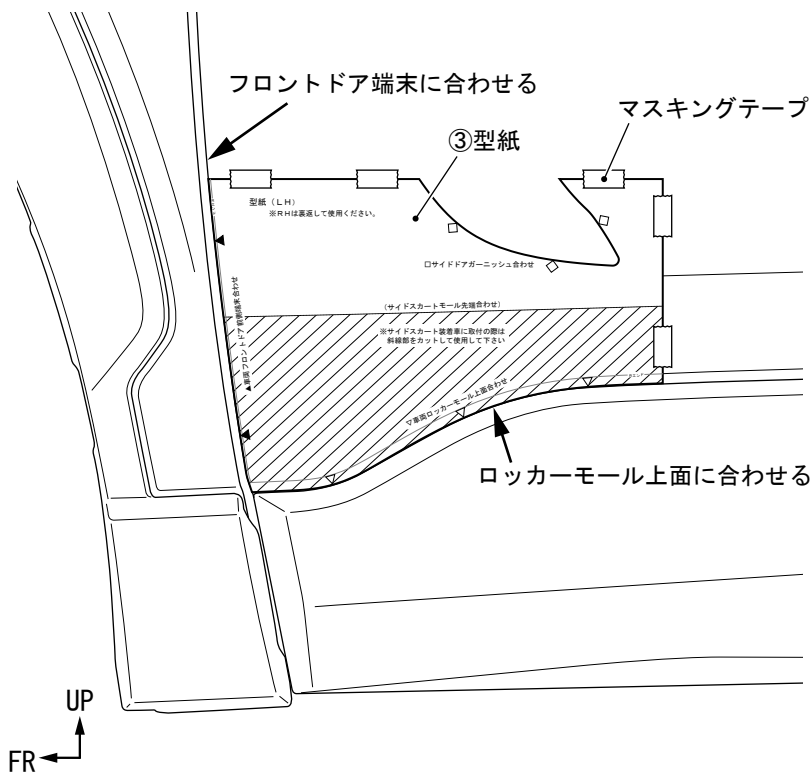 フロントドア端末に合わせる
マスキングテープ
③型紙
型紙（LH）
※RHは裏返して使用ください。
□サイドドアガーニッシュ合わせ
（サイドスカートモール先端合わせ）
※サイドスカート装着車に取付の際は
斜線部をカットして使用して下さい
▲車両フロントドア前側端末合わせ
▽車両ロッカーモール上面合わせ
ロッカーモール上面に合わせる
UP
FR